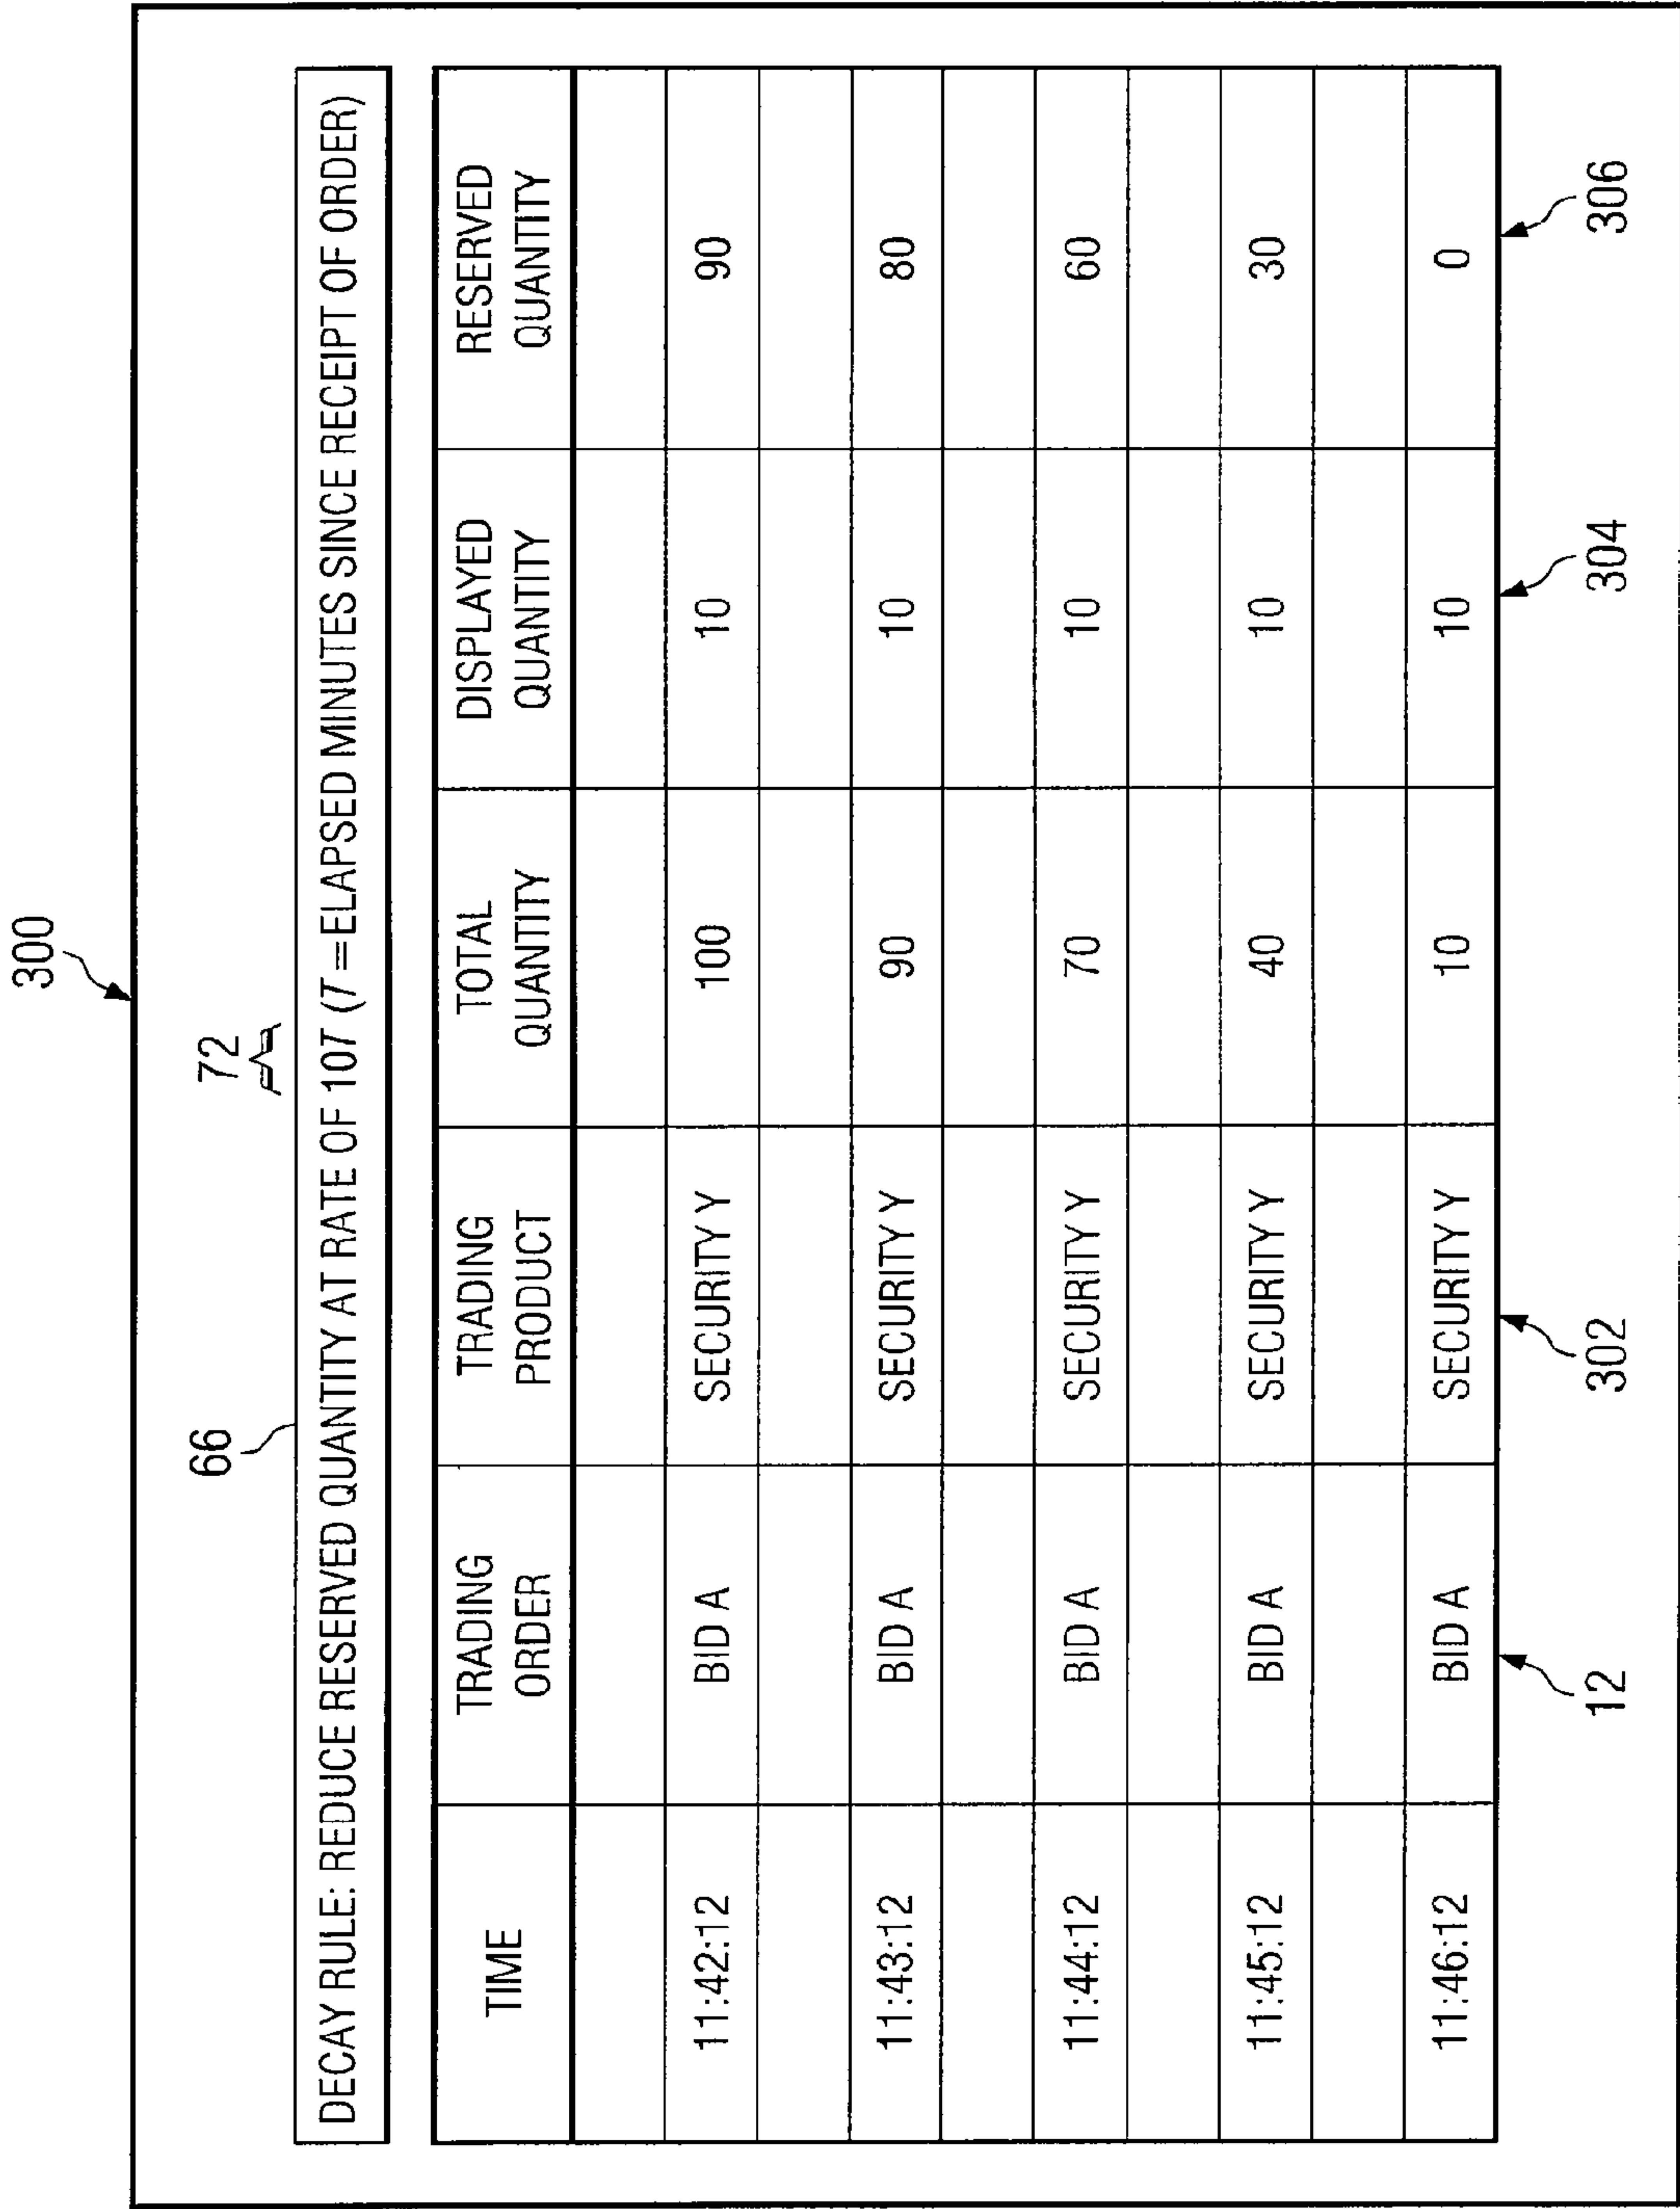 300
72
66
DECAY RULE: REDUCE RESERVED QUANTITY AT RATE OF 10T (T =ELAPSED MINUTES SINCE RECEIPT OF ORDER)
TIME TRADING ORDER TRADING PRODUCT TOTAL QUANTITY DISPLAYED QUANTITY RESERVED QUANTITY
11:42:12 BID A SECURITY Y 100 10 90
11:43:12 BID A SECURITY Y 90 10 80
11:44:12 BID A SECURITY Y 70 10 60
11:45:12 BID A SECURITY Y 40 10 30
11:46:12 BID A SECURITY Y 10 10 0
12 302 304 306